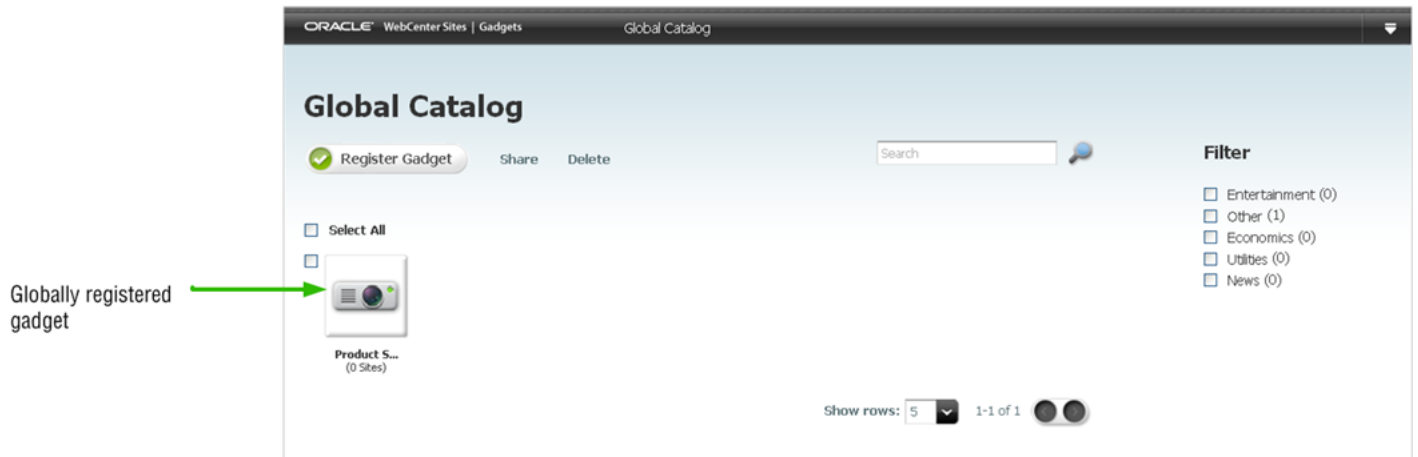 ORACLE WebCenter Sites | Gadgets Global Catalog
Global Catalog
Register Gadget Share Delete
Search
Filter
Entertainment (0)
Other (1)
Economics (0)
Utilities (0)
News (0)
Select All
Globally registered
gadget
Product S...
(0 Sites)
Show rows: 5 1-1 of 1